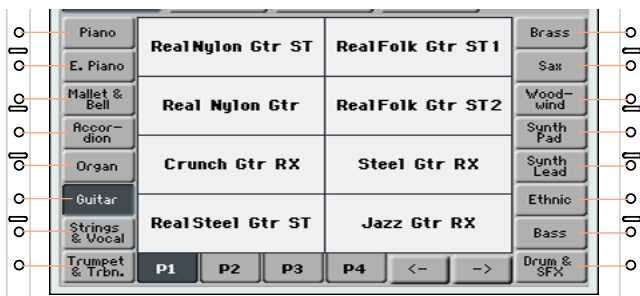 Piano
E. Piano
Mallet &
Bell
Accor-
dion
Organ
Guitar
Strings
& Vocal
Trumpet
& Trbn.
RealNylon Gtr ST
RealFolk Gtr ST1
Real Nylon Gtr
RealFolk Gtr ST2
Crunch Gtr RX
Steel Gtr RX
RealSteel Gtr ST
Jazz Gtr RX
P1
P2
P3
P4
<-
->
Brass
Sax
Wood-
wind
Synth
Pad
Synth
Lead
Ethnic
Bass
Drum &
SFX